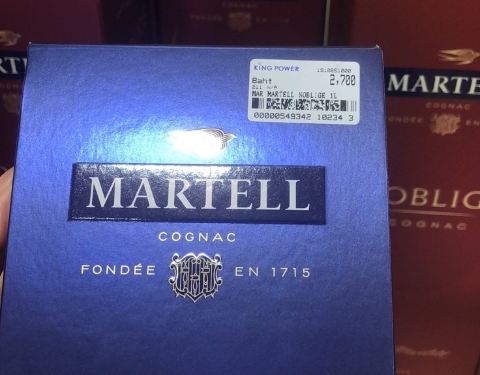 KING POWER
Baht 2,700
MAR MARTELL NOBLIGE 1L
00000549342 10234 3
MARTELL
COGNAC
FONDÉE EN 1715
MARTE
COGNAC
FONDÉE EN
COGNAC